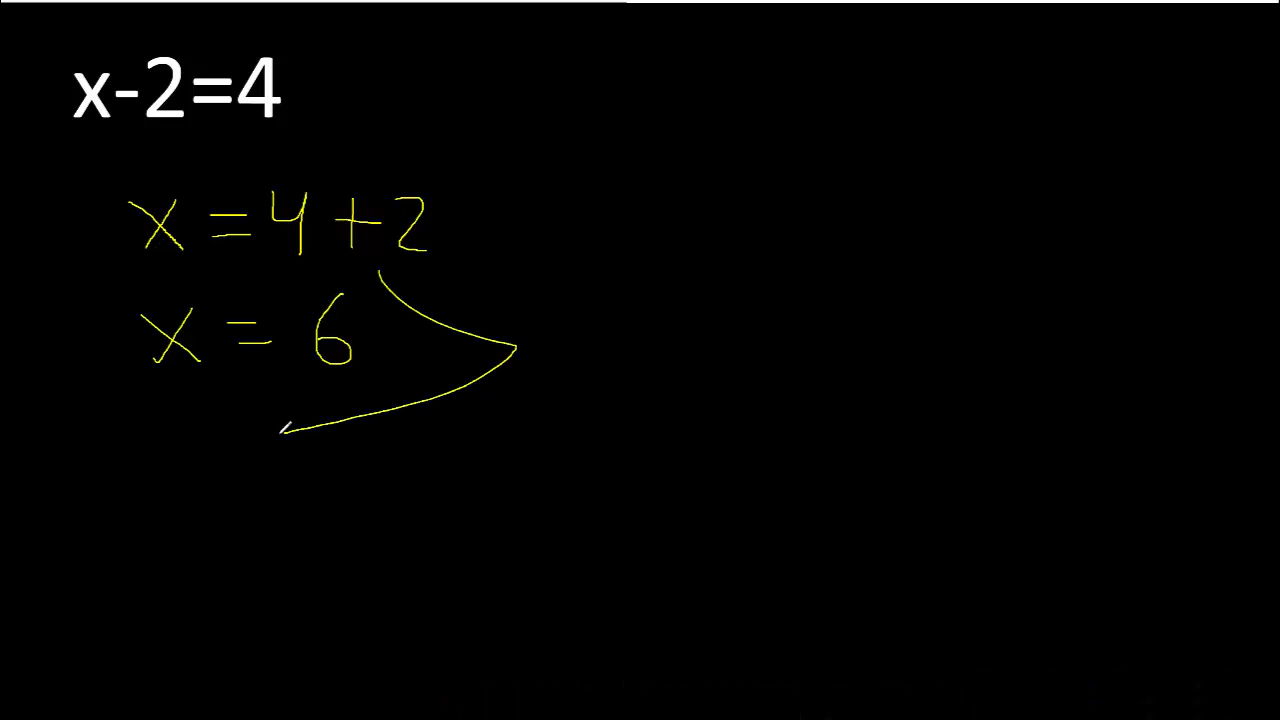 x-2=4
x = 4 + 2
x = 6